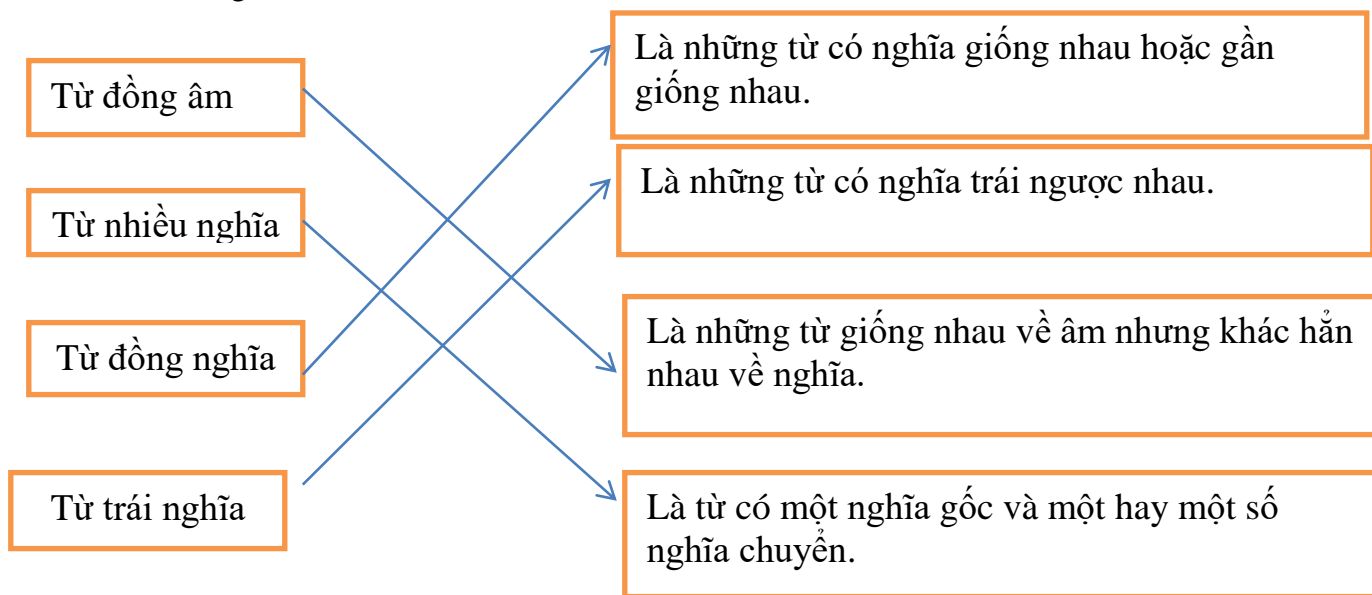 Từ đồng âm
Từ nhiều nghĩa
Từ đồng nghĩa
Từ trái nghĩa
Là những từ có nghĩa giống nhau hoặc gần
giống nhau.
Là những từ có nghĩa trái ngược nhau.
Là những từ giống nhau về âm nhưng khác hẳn
nhau về nghĩa.
Là từ có một nghĩa gốc và một hay một số
nghĩa chuyển.